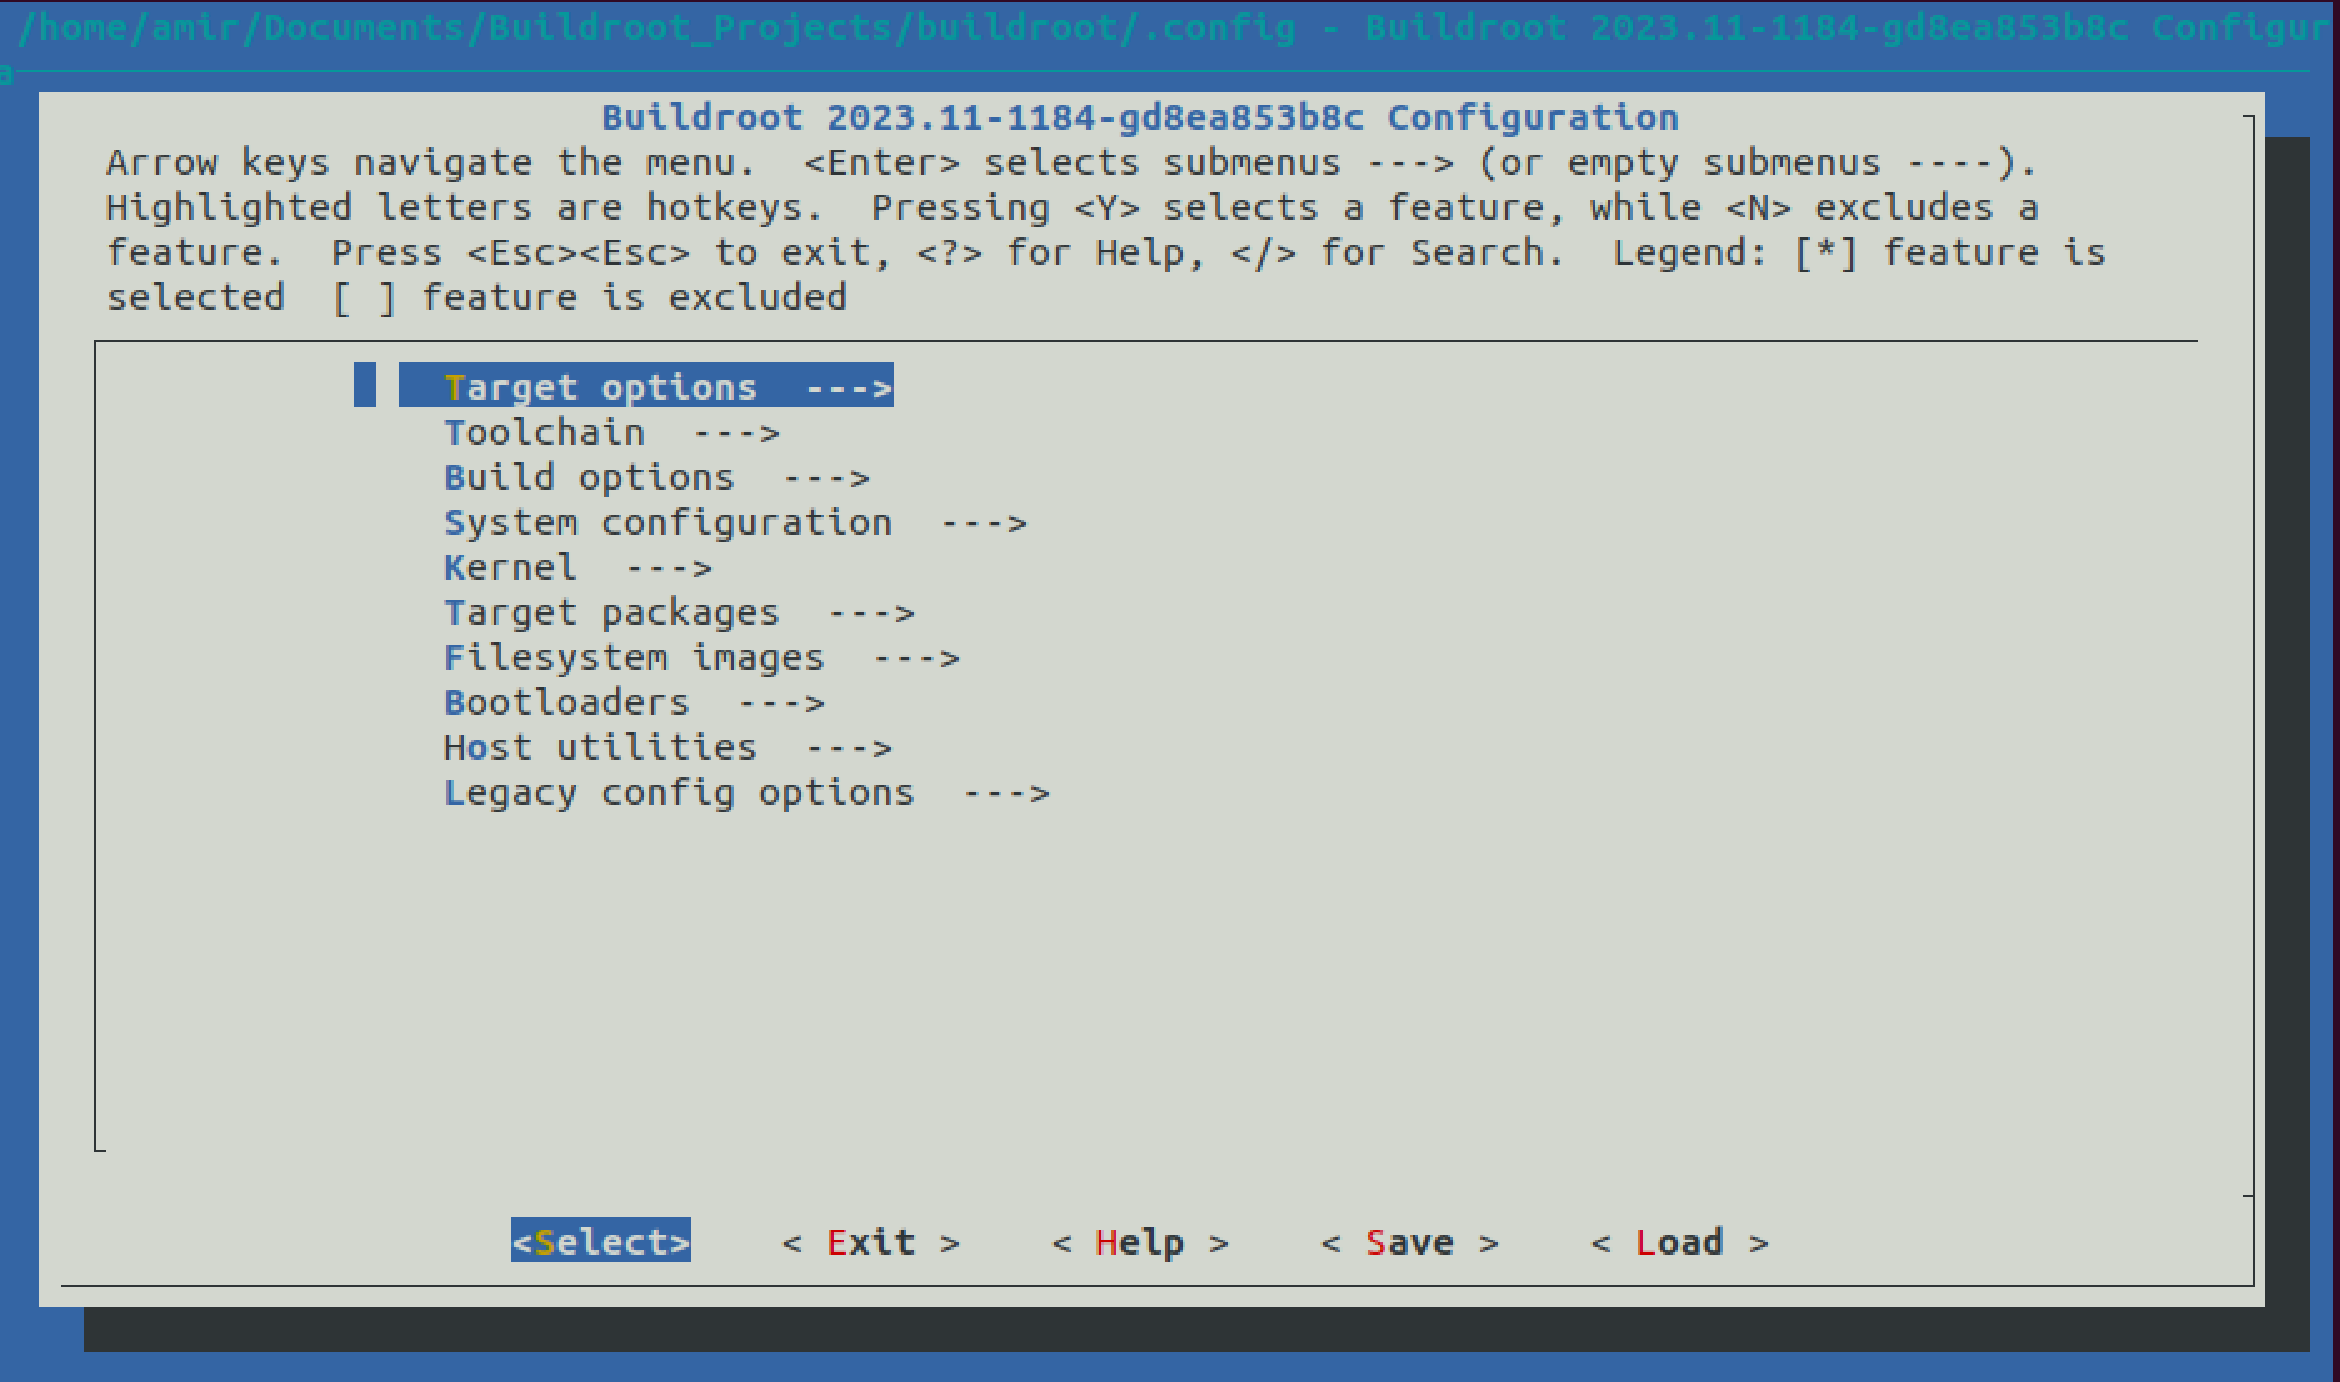 /home/amir/Documents/Buildroot_Projects/buildroot/.config - Buildroot 2023.11-1184-gd8ea853b8c Configur
a
Buildroot 2023.11-1184-gd8ea853b8c Configuration
Arrow keys navigate the menu.  <Enter> selects submenus ---> (or empty submenus ----).
Highlighted letters are hotkeys.  Pressing <Y> selects a feature, while <N> excludes a
feature.  Press <Esc><Esc> to exit, <?> for Help, </> for Search.  Legend: [*] feature is
selected  [ ] feature is excluded
Target options  --->
Toolchain  --->
Build options  --->
System configuration  --->
Kernel  --->
Target packages  --->
Filesystem images  --->
Bootloaders  --->
Host utilities  --->
Legacy config options  --->
<Select>    < Exit >    < Help >    < Save >    < Load >